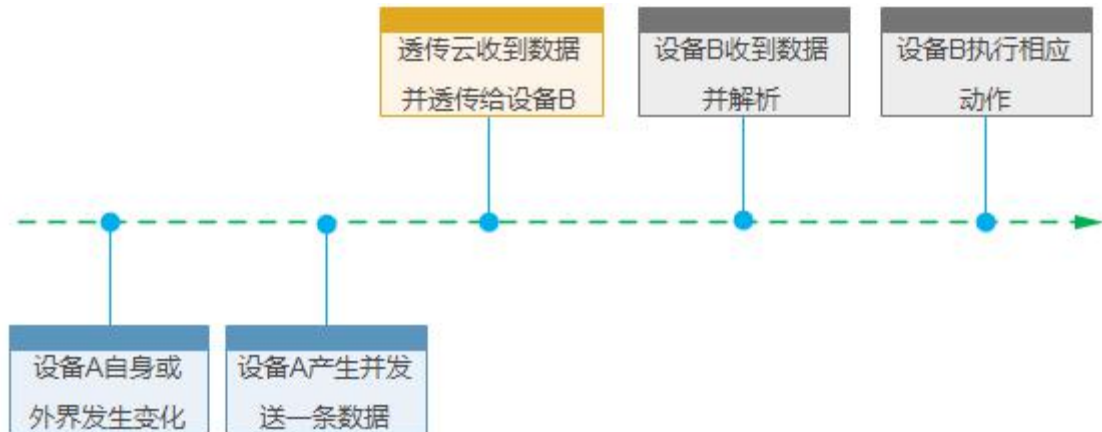 透传云收到数据
并透传给设备B
设备B收到数据
并解析
设备B执行相应
动作
设备A自身或
外界发生变化
设备A产生并发
送一条数据